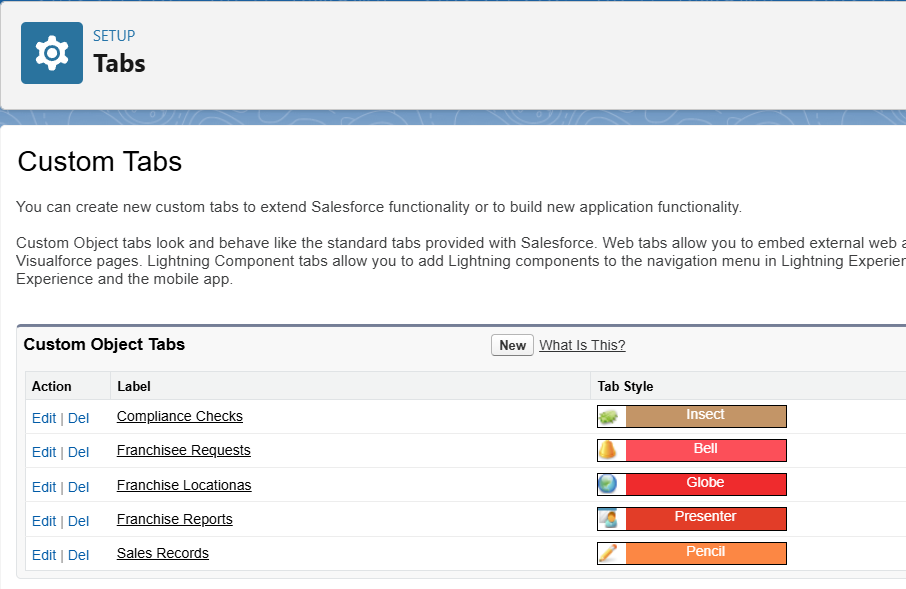 SETUP
Tabs
Custom Tabs
You can create new custom tabs to extend Salesforce functionality or to build new application functionality.
Custom Object tabs look and behave like the standard tabs provided with Salesforce. Web tabs allow you to embed external web a
Visualforce pages. Lightning Component tabs allow you to add Lightning components to the navigation menu in Lightning Experien
Experience and the mobile app.
Custom Object Tabs New What Is This?
Action Label Tab Style
Edit | Del Compliance Checks Insect
Edit | Del Franchisee Requests Bell
Edit | Del Franchise Locationas Globe
Edit | Del Franchise Reports Presenter
Edit | Del Sales Records Pencil